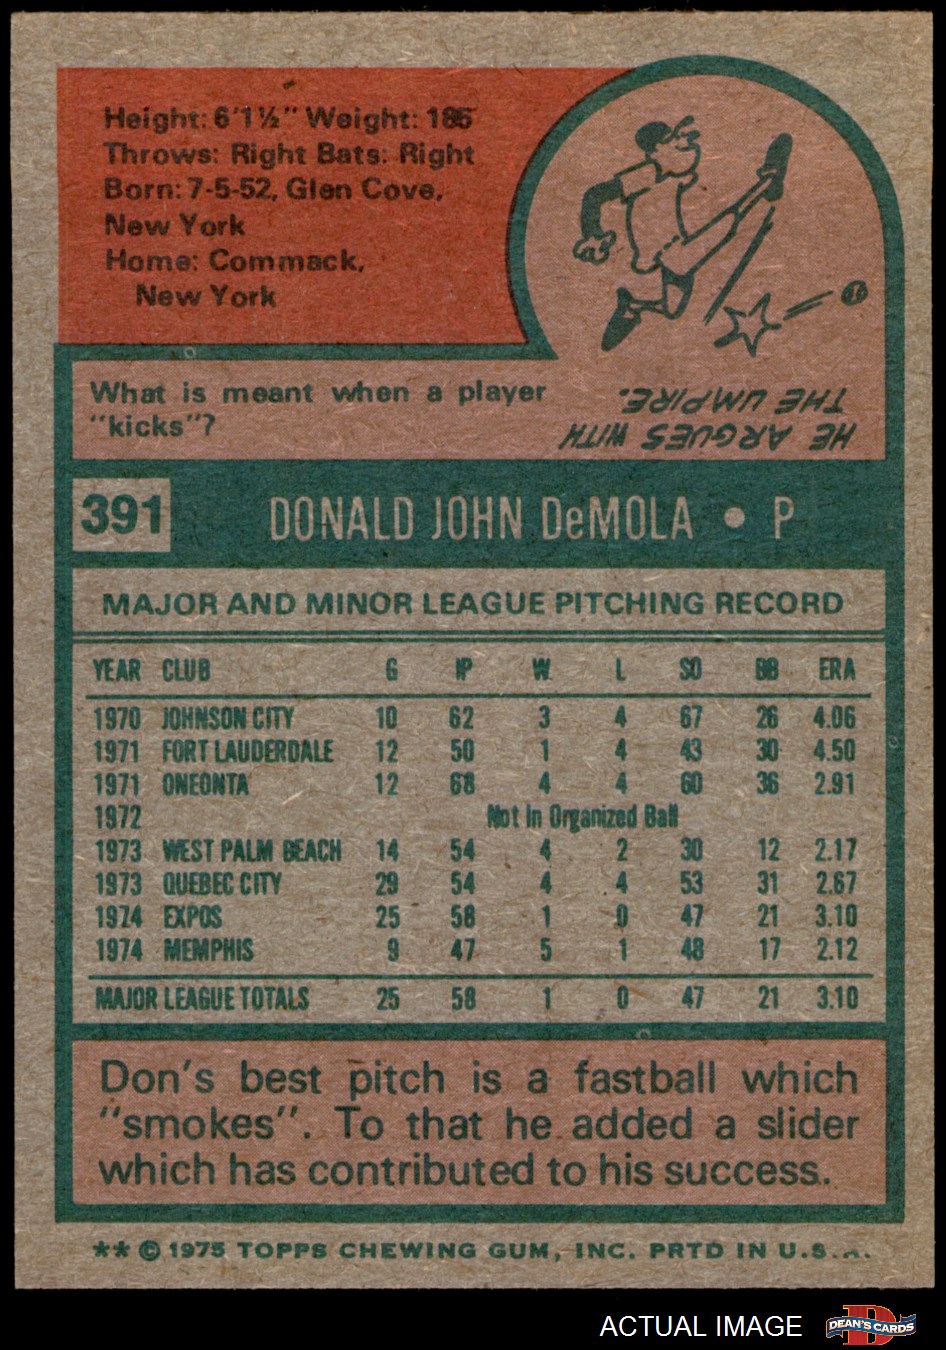 Height: 6'1½" Weight: 185
Throws: Right Bats: Right
Born: 7-5-52, Glen Cove,
New York
Home: Commack,
New York
What is meant when a player
"kicks"?
HE ARGUES WITH
THE UMPIRE.
391 DONALD JOHN DeMOLA • P
MAJOR AND MINOR LEAGUE PITCHING RECORD
YEAR CLUB G IP W L SO BB ERA
1970 JOHNSON CITY 10 62 3 4 67 26 4.06
1971 FORT LAUDERDALE 12 50 1 4 43 30 4.50
1971 ONEONTA 12 68 4 4 60 36 2.91
1972 Not In Organized Ball
1973 WEST PALM BEACH 14 54 4 2 30 12 2.17
1973 QUEBEC CITY 29 54 4 4 53 31 2.67
1974 EXPOS 25 58 1 0 47 21 3.10
1974 MEMPHIS 9 47 5 1 48 17 2.12
MAJOR LEAGUE TOTALS 25 58 1 0 47 21 3.10
Don's best pitch is a fastball which
"smokes". To that he added a slider
which has contributed to his success.
** © 1975 TOPPS CHEWING GUM, INC. PRTD IN U.S.A.
ACTUAL IMAGE
DEAN'S CARDS